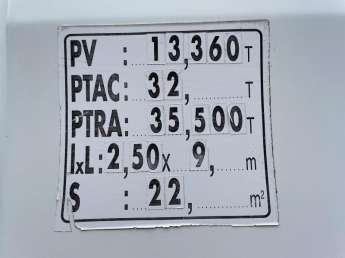 PV : 13,360 T
PTAC : 32, T
PTRA : 35,500 T
lxL : 2,50 x 9, m
S : 22, m²